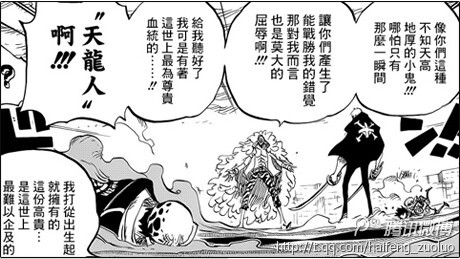 像你們這種
不知天高
地厚的小鬼!!!
哪怕只有
那麼一瞬間
讓你們產生了
能戰勝我的錯覺
那對我而言
也是莫大的
屈辱啊!!!
給我聽好了
我可是有著
這世上最為尊貴
血統的……!!
〝天龍人〞
啊!!!
我打從出生起
就擁有的
這份高貴…
是這世上
最難以企及的
腾讯微博
http://t.qq.com/haifeng_zuoluo